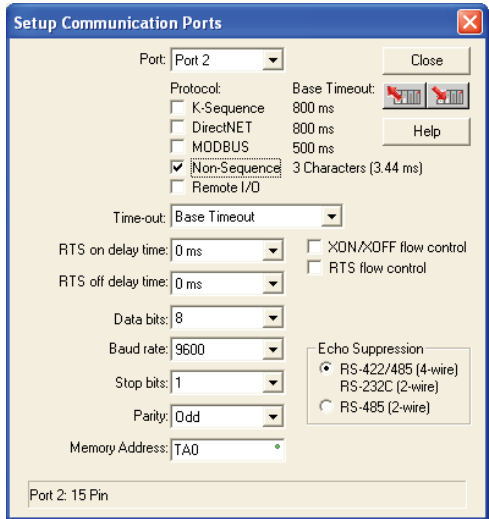 Setup Communication Ports
Port: Port 2
Close
Protocol: Base Timeout:
K-Sequence 800 ms
DirectNET 800 ms
Help
MODBUS 500 ms
Non-Sequence 3 Characters (3.44 ms)
Remote I/O
Time-out: Base Timeout
RTS on delay time: 0 ms
XON/XOFF flow control
RTS off delay time: 0 ms
RTS flow control
Data bits: 8
Baud rate: 9600
Echo Suppression
RS-422/485 (4-wire)
RS-232C (2-wire)
Stop bits: 1
RS-485 (2-wire)
Parity: Odd
Memory Address: TA0
Port 2: 15 Pin